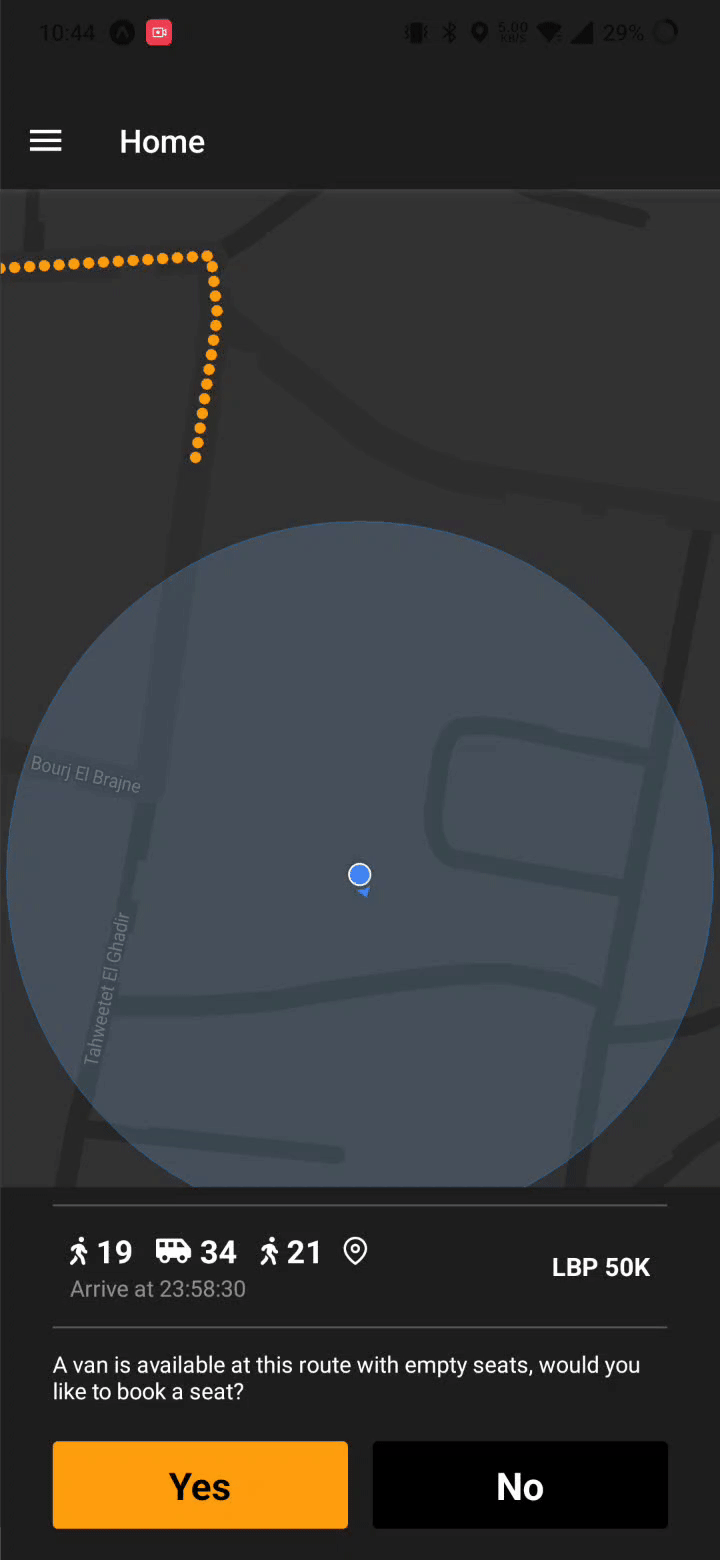 10:44
5.00
KB/S
29%
Home
Bourj El Brajne
Tahweetet El Ghadir
19 34 21
LBP 50K
Arrive at 23:58:30
A van is available at this route with empty seats, would you
like to book a seat?
Yes
No